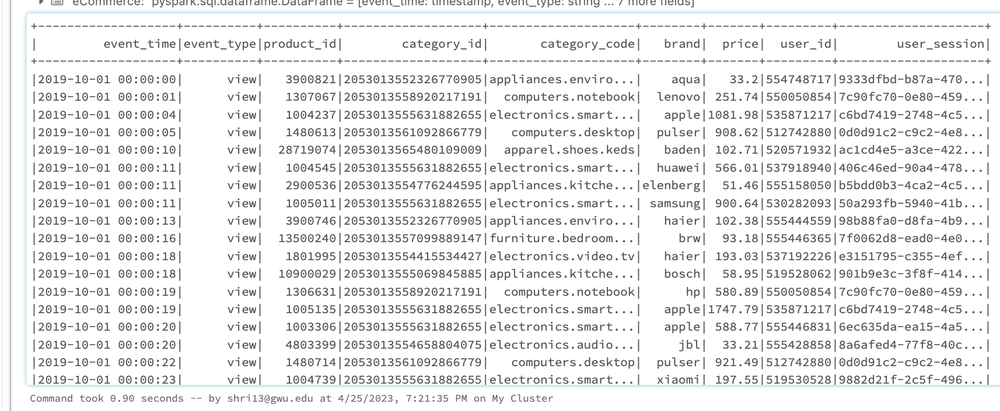 eCommerce: pyspark.sql.dataframe.DataFrame = [event_time: timestamp, event_type: string ... 7 more fields]
+-------------------+----------+----------+-------------------+--------------------+--------+-------+---------+--------------------+
|         event_time|event_type|product_id|        category_id|       category_code|   brand|  price|  user_id|        user_session|
+-------------------+----------+----------+-------------------+--------------------+--------+-------+---------+--------------------+
|2019-10-01 00:00:00|      view|   3900821|2053013552326770905|appliances.enviro...|    aqua|   33.2|554748717|9333dfbd-b87a-470...|
|2019-10-01 00:00:01|      view|   1307067|2053013558920217191|  computers.notebook|  lenovo| 251.74|550050854|7c90fc70-0e80-459...|
|2019-10-01 00:00:04|      view|   1004237|2053013555631882655|electronics.smart...|   apple|1081.98|535871217|c6bd7419-2748-4c5...|
|2019-10-01 00:00:05|      view|   1480613|2053013561092866779|   computers.desktop|  pulser| 908.62|512742880|0d0d91c2-c9c2-4e8...|
|2019-10-01 00:00:10|      view|  28719074|2053013565480109009|  apparel.shoes.keds|   baden| 102.71|520571932|ac1cd4e5-a3ce-422...|
|2019-10-01 00:00:11|      view|   1004545|2053013555631882655|electronics.smart...|  huawei| 566.01|537918940|406c46ed-90a4-478...|
|2019-10-01 00:00:11|      view|   2900536|2053013554776244595|appliances.kitche...|elenberg|  51.46|555158050|b5bdd0b3-4ca2-4c5...|
|2019-10-01 00:00:11|      view|   1005011|2053013555631882655|electronics.smart...| samsung| 900.64|530282093|50a293fb-5940-41b...|
|2019-10-01 00:00:13|      view|   3900746|2053013552326770905|appliances.enviro...|   haier| 102.38|555444559|98b88fa0-d8fa-4b9...|
|2019-10-01 00:00:16|      view|  13500240|2053013557099889147|furniture.bedroom...|     brw|  93.18|555446365|7f0062d8-ead0-4e0...|
|2019-10-01 00:00:18|      view|   1801995|2053013554415534427|electronics.video.tv|   haier| 193.03|537192226|e3151795-c355-4ef...|
|2019-10-01 00:00:18|      view|  10900029|2053013555069845885|appliances.kitche...|   bosch|  58.95|519528062|901b9e3c-3f8f-414...|
|2019-10-01 00:00:19|      view|   1306631|2053013558920217191|  computers.notebook|      hp| 580.89|550050854|7c90fc70-0e80-459...|
|2019-10-01 00:00:19|      view|   1005135|2053013555631882655|electronics.smart...|   apple|1747.79|535871217|c6bd7419-2748-4c5...|
|2019-10-01 00:00:20|      view|   1003306|2053013555631882655|electronics.smart...|   apple| 588.77|555446831|6ec635da-ea15-4a5...|
|2019-10-01 00:00:20|      view|   4803399|2053013554658804075|electronics.audio...|     jbl|  33.21|555428858|8a6afed4-77f8-40c...|
|2019-10-01 00:00:22|      view|   1480714|2053013561092866779|   computers.desktop|  pulser| 921.49|512742880|0d0d91c2-c9c2-4e8...|
|2019-10-01 00:00:23|      view|   1004739|2053013555631882655|electronics.smart...|  xiaomi| 197.55|519530528|9882d21f-2c5f-496...|
Command took 0.90 seconds -- by shri13@gwu.edu at 4/25/2023, 7:21:35 PM on My Cluster